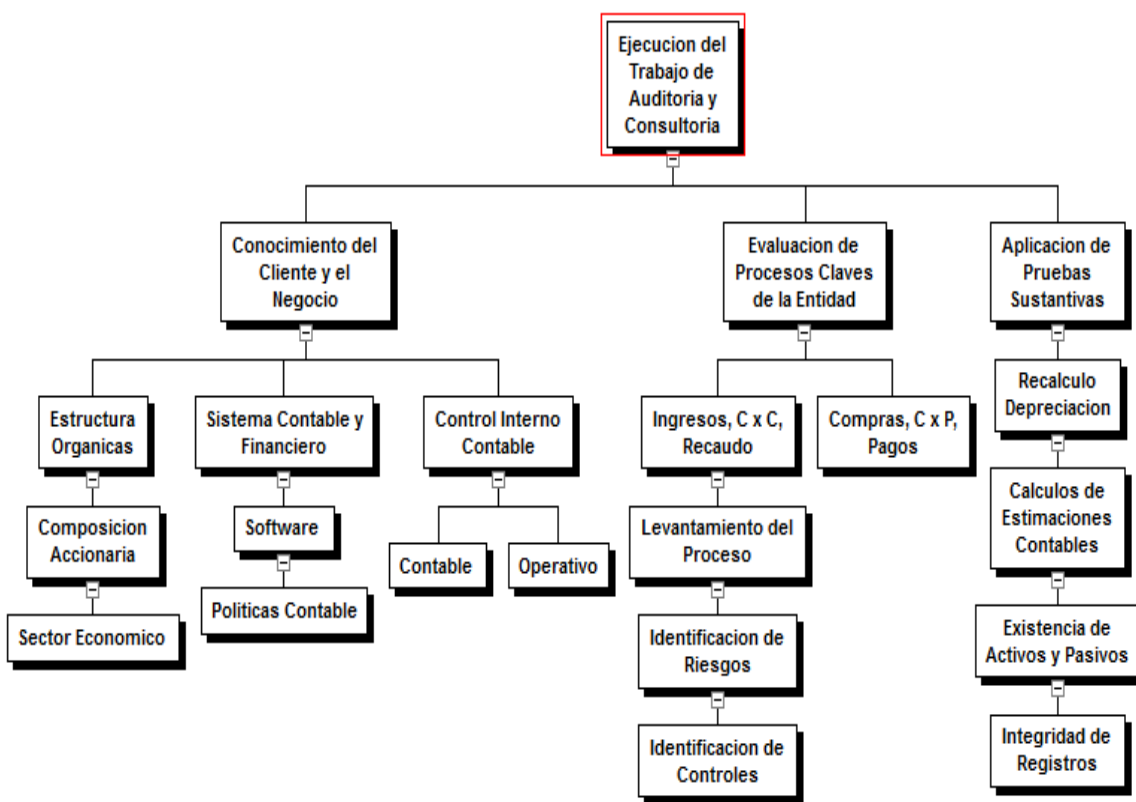 Ejecucion del
Trabajo de
Auditoria y
Consultoria
Conocimiento del
Cliente y el
Negocio
Evaluacion de
Procesos Claves
de la Entidad
Aplicacion de
Pruebas
Sustantivas
Estructura
Organicas
Sistema Contable y
Financiero
Control Interno
Contable
Ingresos, C x C,
Recaudo
Compras, C x P,
Pagos
Recalculo
Depreciacion
Composicion
Accionaria
Software
Contable
Operativo
Levantamiento del
Proceso
Calculos de
Estimaciones
Contables
Sector Economico
Politicas Contable
Identificacion de
Riesgos
Existencia de
Activos y Pasivos
Identificacion de
Controles
Integridad de
Registros